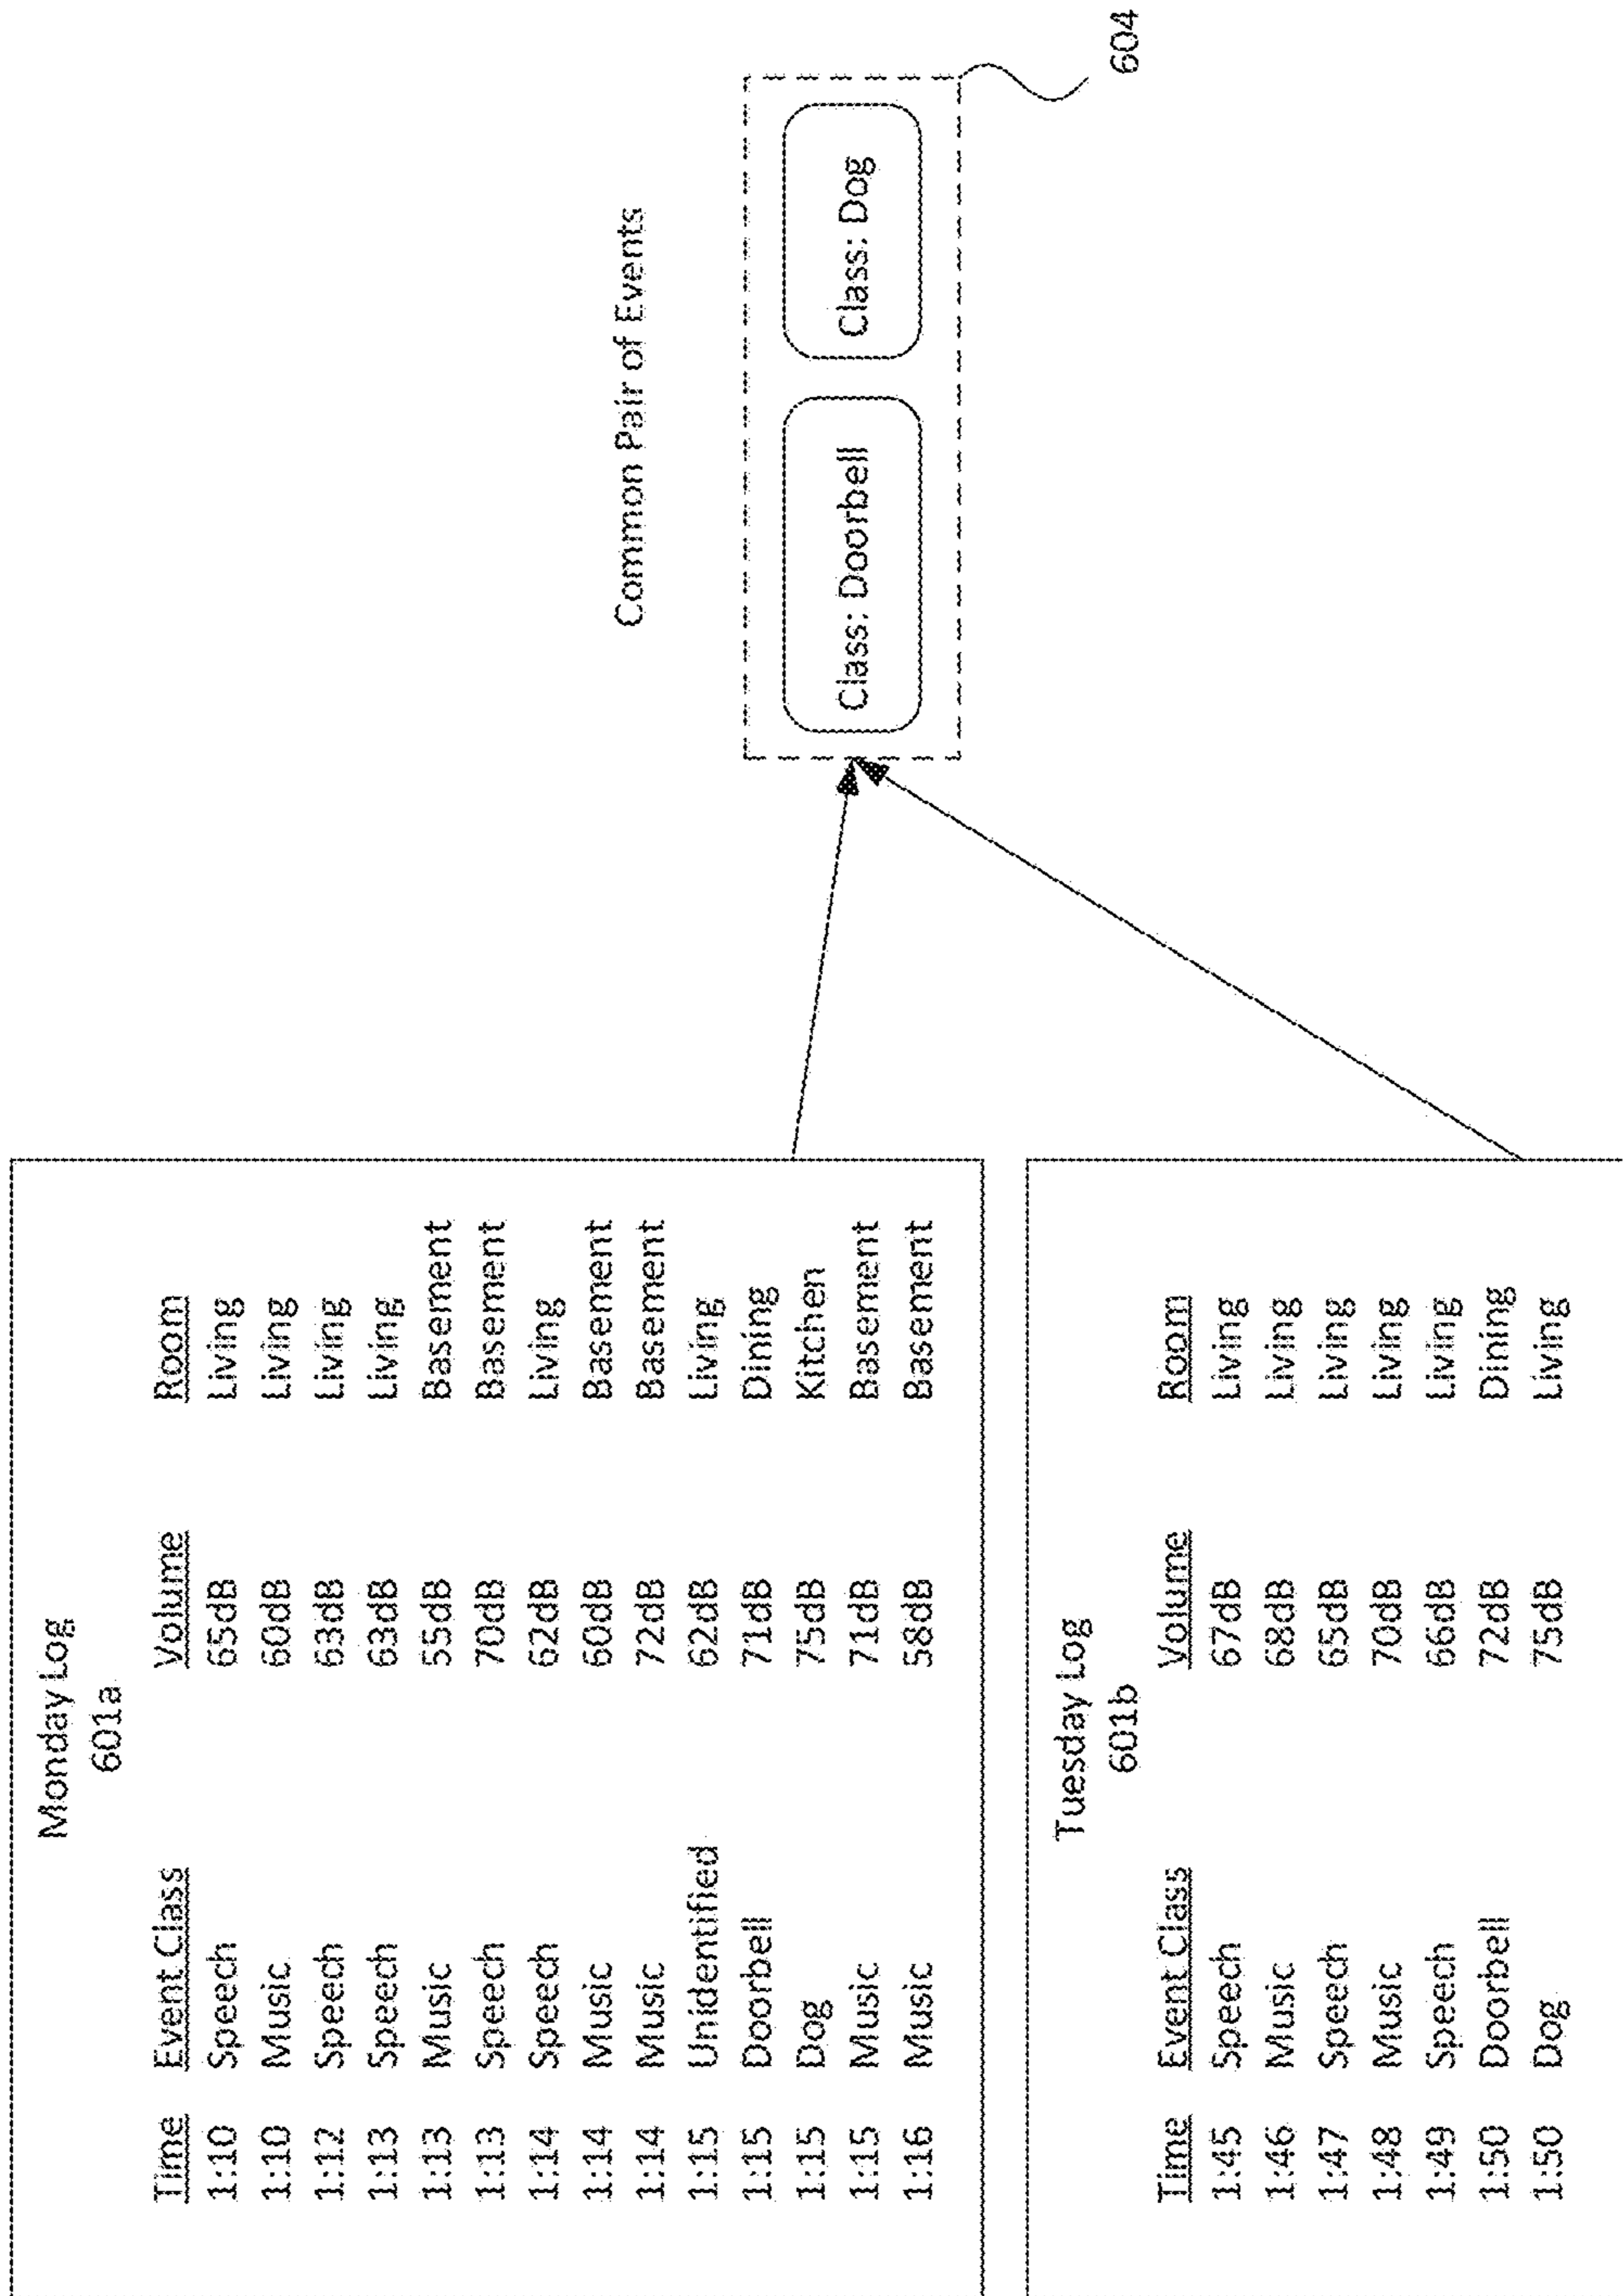 Monday Log
601a
Time Event Class Volume Room
1:10 Speech 65dB Living
1:10 Music 60dB Living
1:12 Speech 63dB Living
1:13 Speech 63dB Living
1:13 Music 55dB Basement
1:13 Speech 70dB Basement
1:14 Speech 62dB Living
1:14 Music 60dB Basement
1:14 Music 72dB Basement
1:15 Unidentified 62dB Living
1:15 Doorbell 71dB Dining
1:15 Dog 75dB Kitchen
1:15 Music 71dB Basement
1:16 Music 58dB Basement
Tuesday Log
601b
Time Event Class Volume Room
1:45 Speech 67dB Living
1:46 Music 68dB Living
1:47 Speech 65dB Living
1:48 Music 70dB Living
1:49 Speech 66dB Living
1:50 Doorbell 72dB Dining
1:50 Dog 75dB Living
Common Pair of Events
Class: Doorbell
Class: Dog
604